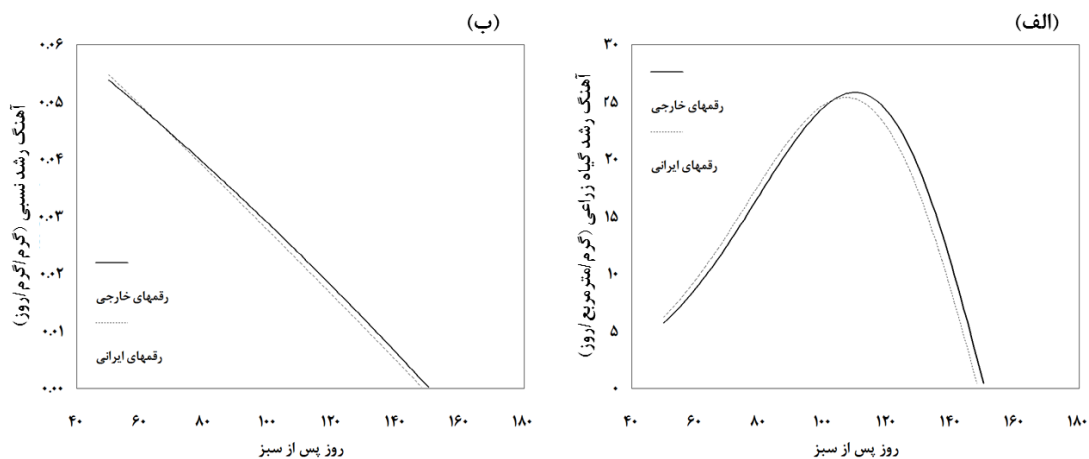 (الف)
آهنگ رشد گیاه زراعی (گرم/مترمربع/روز)
۳۰
۲۵
۲۰
۱۵
۱۰
۵
۰
رقمهای خارجی
رقمهای ایرانی
۴۰ ۶۰ ۸۰ ۱۰۰ ۱۲۰ ۱۴۰ ۱۶۰ ۱۸۰
روز پس از سبز
(ب)
آهنگ رشد نسبی (گرم/گرم/روز)
۰.۰۶
۰.۰۵
۰.۰۴
۰.۰۳
۰.۰۲
۰.۰۱
۰.۰۰
رقمهای خارجی
رقمهای ایرانی
۴۰ ۶۰ ۸۰ ۱۰۰ ۱۲۰ ۱۴۰ ۱۶۰ ۱۸۰
روز پس از سبز